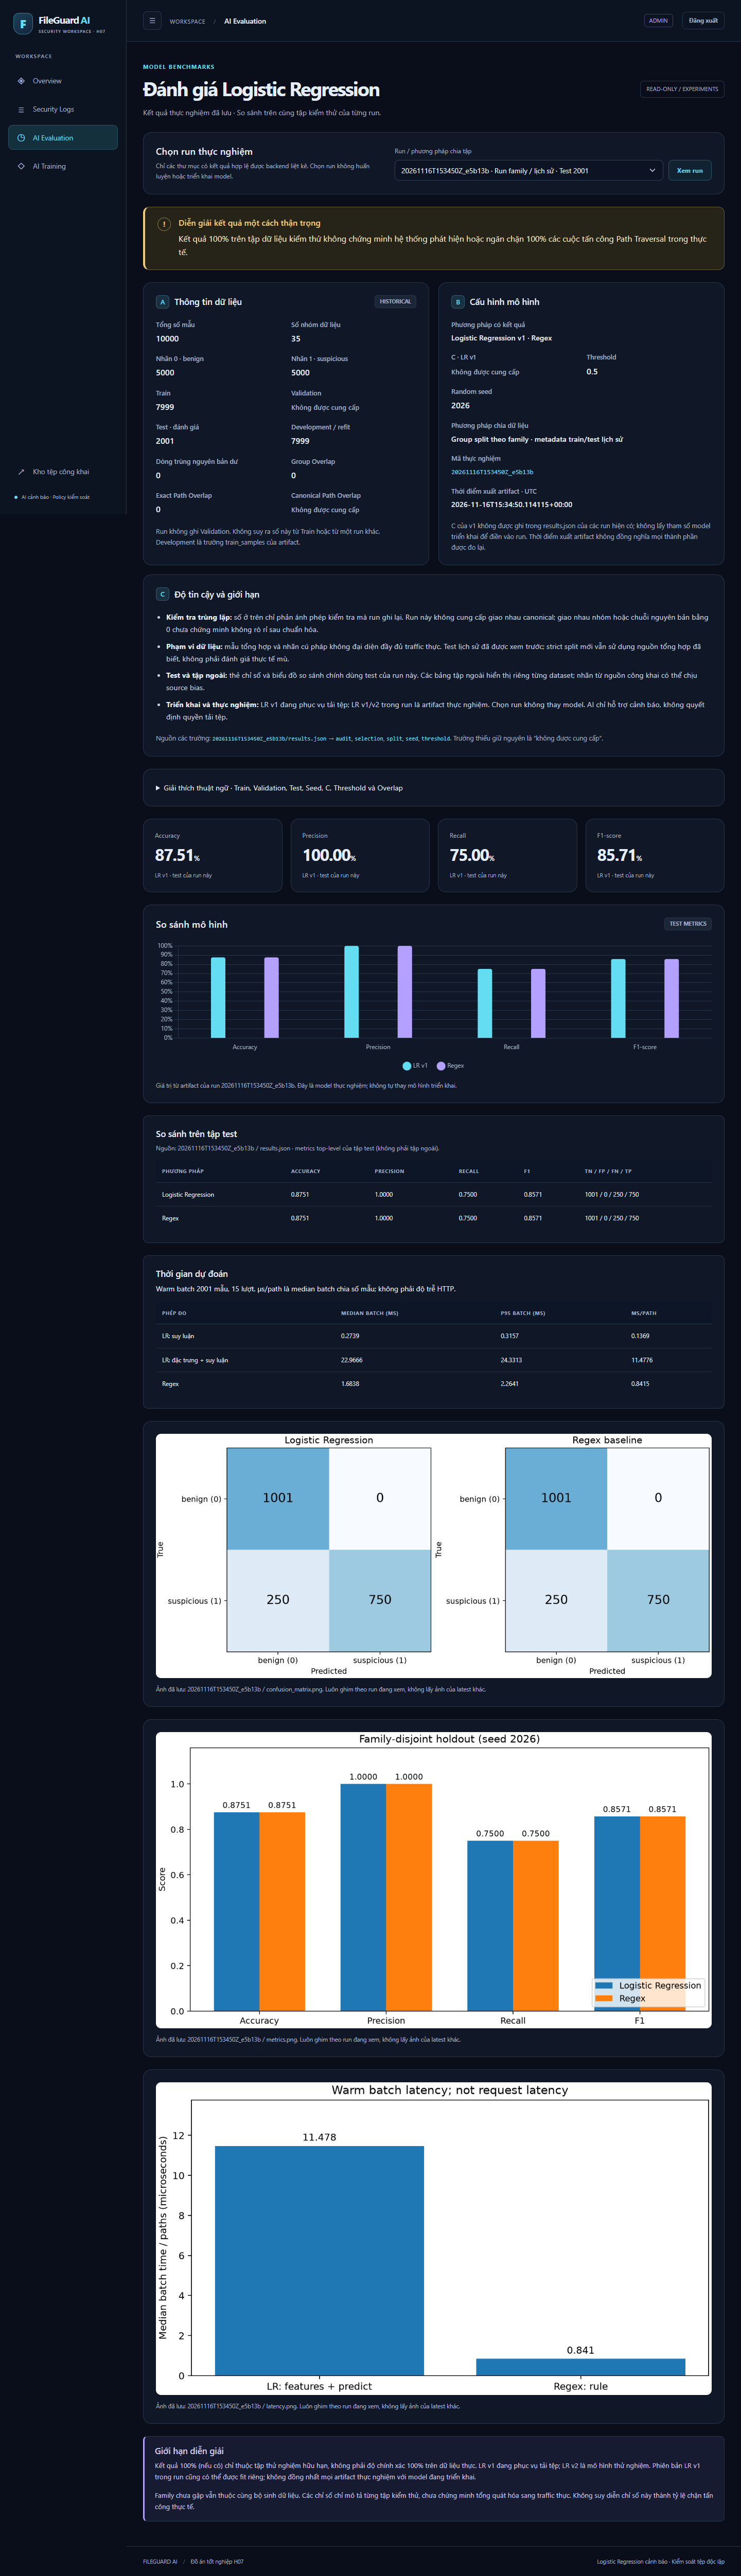 F
FileGuard AI
SECURITY WORKSPACE · H07
WORKSPACE
Overview
Security Logs
AI Evaluation
AI Training
Kho tệp công khai
AI cảnh báo · Policy kiểm soát
WORKSPACE / AI Evaluation
ADMIN
Đăng xuất
MODEL BENCHMARKS
Đánh giá Logistic Regression
Kết quả thực nghiệm đã lưu · So sánh trên cùng tập kiểm thử của từng run.
READ-ONLY / EXPERIMENTS
Chọn run thực nghiệm
Chỉ các thư mục có kết quả hợp lệ được backend liệt kê. Chọn run không huấn
luyện hoặc triển khai model.
Run / phương pháp chia tập
20261116T153450Z_e5b13b · Run family / lịch sử · Test 2001
Xem run
!
Diễn giải kết quả một cách thận trọng
Kết quả 100% trên tập dữ liệu kiểm thử không chứng minh hệ thống phát hiện hoặc ngăn chặn 100% các cuộc tấn công Path Traversal trong thực
tế.
A Thông tin dữ liệu
HISTORICAL
Tổng số mẫu
10000
Số nhóm dữ liệu
35
Nhãn 0 · benign
5000
Nhãn 1 · suspicious
5000
Train
7999
Validation
Không được cung cấp
Test · đánh giá
2001
Development / refit
7999
Dòng trùng nguyên bản dư
0
Group Overlap
0
Exact Path Overlap
0
Canonical Path Overlap
Không được cung cấp
Run không ghi Validation. Không suy ra số này từ Train hoặc từ một run khác.
Development là trường train_samples của artifact.
B Cấu hình mô hình
Phương pháp có kết quả
Logistic Regression v1 · Regex
C · LR v1
Không được cung cấp
Threshold
0.5
Random seed
2026
Phương pháp chia dữ liệu
Group split theo family · metadata train/test lịch sử
Mã thực nghiệm
20261116T153450Z_e5b13b
Thời điểm xuất artifact · UTC
2026-11-16T15:34:50.114115+00:00
C của v1 không được ghi trong results.json của các run hiện có; không lấy tham số model
triển khai để điền vào run. Thời điểm xuất artifact không đồng nghĩa mọi thành phần
được đo lại.
C Độ tin cậy và giới hạn
• Kiểm tra trùng lặp: số ở trên chỉ phản ánh phép kiểm tra mà run ghi lại. Run này không cung cấp giao nhau canonical; giao nhau nhóm hoặc chuỗi nguyên bản bằng
0 chưa chứng minh không rò rỉ sau chuẩn hóa.
• Phạm vi dữ liệu: mẫu tổng hợp và nhãn cú pháp không đại diện đầy đủ traffic thực. Test lịch sử đã được xem trước; strict split mới vẫn sử dụng nguồn tổng hợp đã
biết, không phải đánh giá thực tế mù.
• Test và tập ngoài: thẻ chỉ số và biểu đồ so sánh chính dùng test của run này. Các bảng tập ngoài hiển thị riêng từng dataset; nhãn từ nguồn công khai có thể chịu
source bias.
• Triển khai và thực nghiệm: LR v1 đang phục vụ tải tệp; LR v1/v2 trong run là artifact thực nghiệm. Chọn run không thay model. AI chỉ hỗ trợ cảnh báo, không quyết
định quyền tải tệp.
Nguồn các trường: 20261116T153450Z_e5b13b/results.json → audit, selection, split, seed, threshold. Trường thiếu giữ nguyên là “không được cung cấp”.
▶ Giải thích thuật ngữ · Train, Validation, Test, Seed, C, Threshold và Overlap
Accuracy
87.51%
LR v1 · test của run này
Precision
100.00%
LR v1 · test của run này
Recall
75.00%
LR v1 · test của run này
F1-score
85.71%
LR v1 · test của run này
So sánh mô hình
TEST METRICS
100%
90%
80%
70%
60%
50%
40%
30%
20%
10%
0%
Accuracy Precision Recall F1-score
LR v1 Regex
Giá trị từ artifact của run 20261116T153450Z_e5b13b. Đây là model thực nghiệm; không tự thay mô hình triển khai.
So sánh trên tập test
Nguồn: 20261116T153450Z_e5b13b / results.json · metrics top-level của tập test (không phải tập ngoài).
PHƯƠNG PHÁP ACCURACY PRECISION RECALL F1 TN / FP / FN / TP
Logistic Regression 0.8751 1.0000 0.7500 0.8571 1001 / 0 / 250 / 750
Regex 0.8751 1.0000 0.7500 0.8571 1001 / 0 / 250 / 750
Thời gian dự đoán
Warm batch 2001 mẫu, 15 lượt. µs/path là median batch chia số mẫu; không phải độ trễ HTTP.
PHÉP ĐO MEDIAN BATCH (MS) P95 BATCH (MS) ΜS/PATH
LR: suy luận 0.2739 0.3157 0.1369
LR: đặc trưng + suy luận 22.9666 24.3313 11.4776
Regex 1.6838 2.2641 0.8415
Logistic Regression
benign (0) 1001 0
True
suspicious (1) 250 750
benign (0) suspicious (1)
Predicted
Regex baseline
benign (0) 1001 0
True
suspicious (1) 250 750
benign (0) suspicious (1)
Predicted
Ảnh đã lưu: 20261116T153450Z_e5b13b / confusion_matrix.png. Luôn ghim theo run đang xem, không lấy ảnh của latest khác.
Family-disjoint holdout (seed 2026)
Score
1.0
0.8
0.6
0.4
0.2
0.0
0.8751 0.8751
1.0000 1.0000
0.7500 0.7500
0.8571 0.8571
Logistic Regression
Regex
Accuracy Precision Recall F1
Ảnh đã lưu: 20261116T153450Z_e5b13b / metrics.png. Luôn ghim theo run đang xem, không lấy ảnh của latest khác.
Warm batch latency; not request latency
Median batch time / paths (microseconds)
12
10
8
6
4
2
0
11.478
0.841
LR: features + predict Regex: rule
Ảnh đã lưu: 20261116T153450Z_e5b13b / latency.png. Luôn ghim theo run đang xem, không lấy ảnh của latest khác.
Giới hạn diễn giải
Kết quả 100% (nếu có) chỉ thuộc tập thử nghiệm hữu hạn, không phải độ chính xác 100% trên dữ liệu thực. LR v1 đang phục vụ tải tệp; LR v2 là mô hình thử nghiệm. Phiên bản LR v1
trong run cũng có thể được fit riêng; không đồng nhất mọi artifact thực nghiệm với model đang triển khai.
Family chưa gặp vẫn thuộc cùng bộ sinh dữ liệu. Các chỉ số chỉ mô tả từng tập kiểm thử, chưa chứng minh tổng quát hóa sang traffic thực. Không suy diễn chỉ số này thành tỷ lệ chặn tấn
công thực tế.
FILEGUARD AI / Đồ án tốt nghiệp H07
Logistic Regression cảnh báo · Kiểm soát tệp độc lập